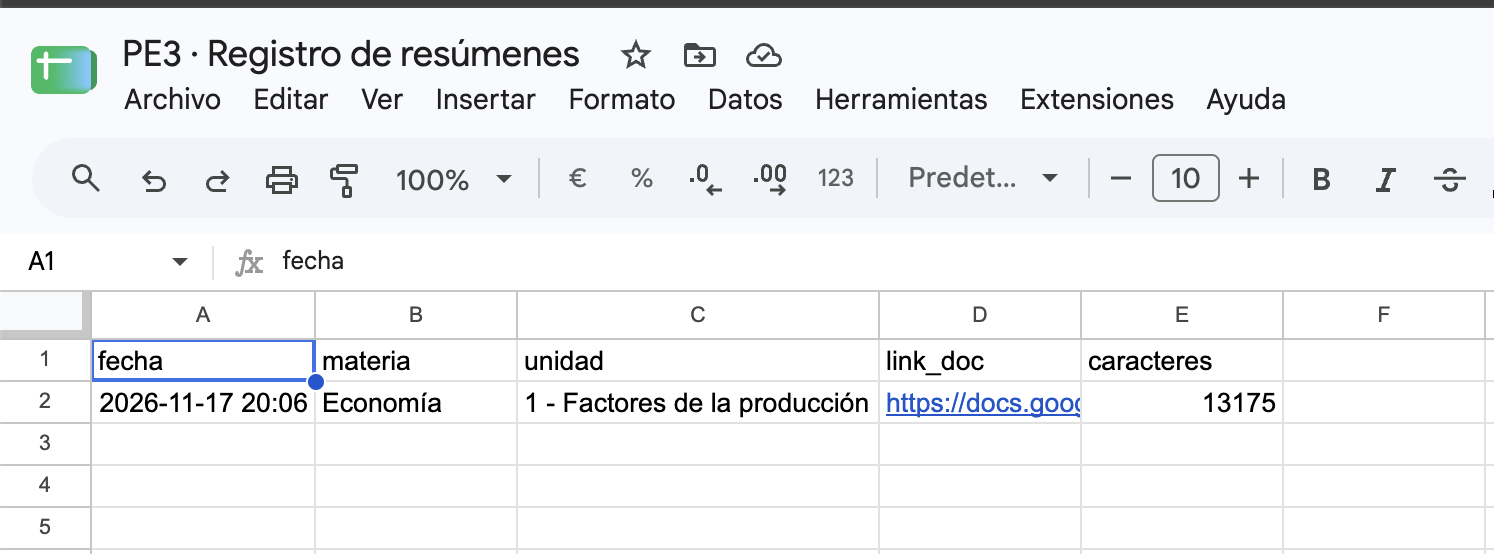 PE3 · Registro de resúmenes
Archivo Editar Ver Insertar Formato Datos Herramientas Extensiones Ayuda
100% € % .0 .00 123 Predet... − 10 + B I S
A1 fx fecha
A B C D E F
1 fecha materia unidad link_doc caracteres
2 2026-11-17 20:06 Economía 1 - Factores de la producción https://docs.goog 13175
3
4
5